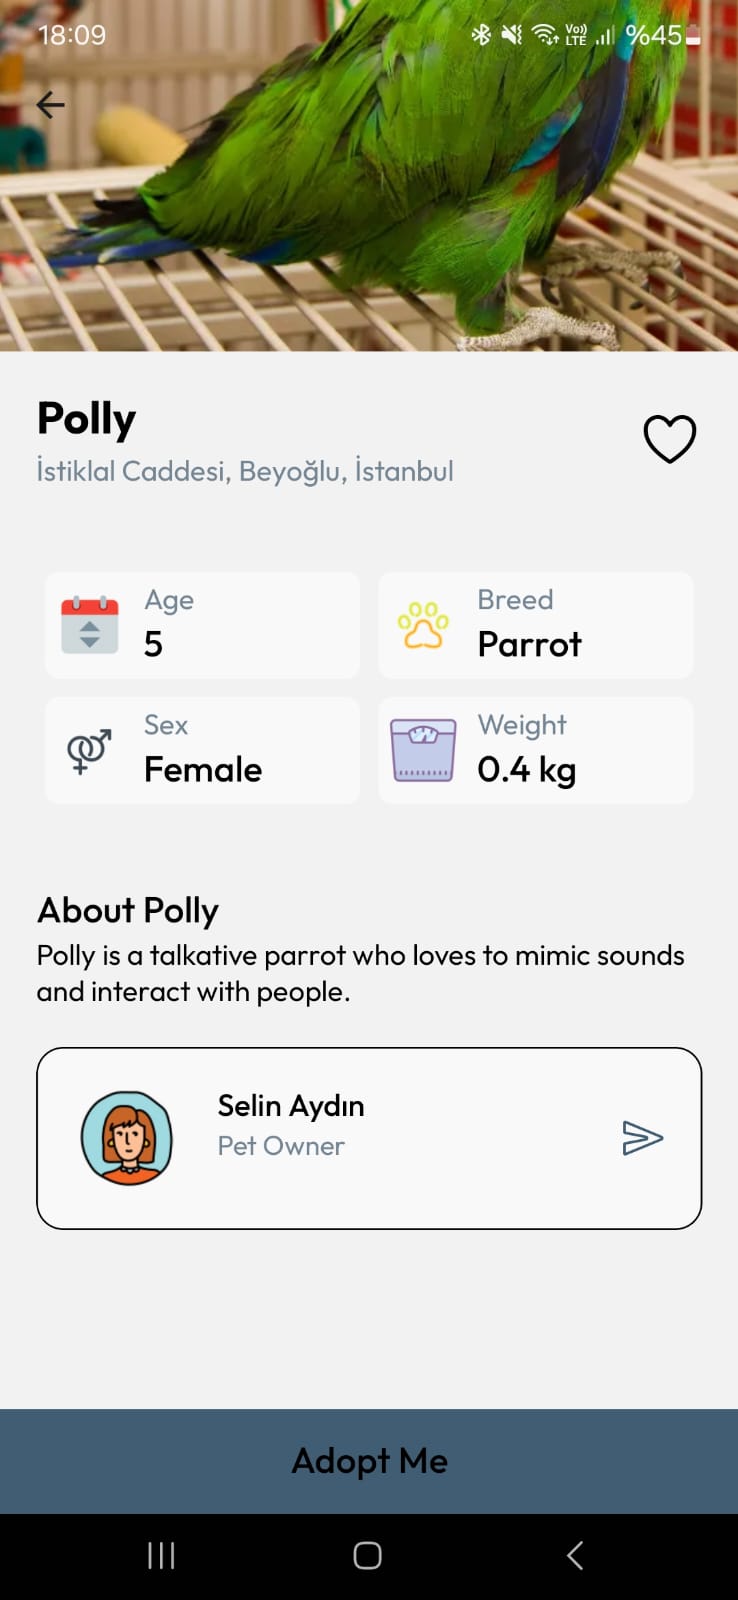 18:09
Vo)) LTE %45
Polly
İstiklal Caddesi, Beyoğlu, İstanbul
Age
5
Breed
Parrot
Sex
Female
Weight
0.4 kg
About Polly
Polly is a talkative parrot who loves to mimic sounds
and interact with people.
Selin Aydın
Pet Owner
Adopt Me